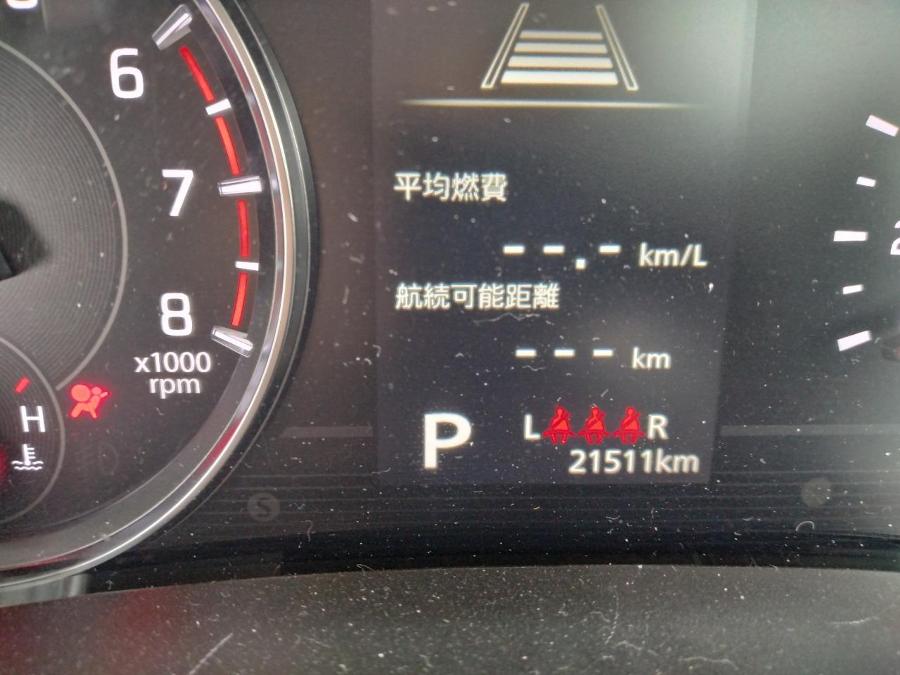 6
7
8
x1000
rpm
H
平均燃費
--.- km/L
航続可能距離
--- km
P
L R
21511km